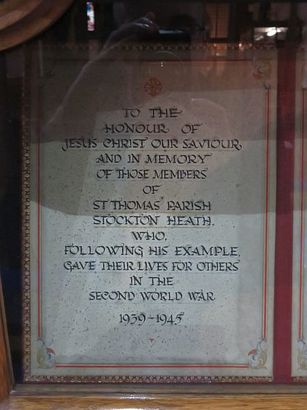 TO THE
HONOUR OF
JESUS CHRIST OUR SAVIOUR,
AND IN MEMORY
OF THOSE MEMBERS
OF
ST THOMAS' PARISH
STOCKTON HEATH,
WHO,
FOLLOWING HIS EXAMPLE,
GAVE THEIR LIVES FOR OTHERS
IN THE
SECOND WORLD WAR
1939-1945